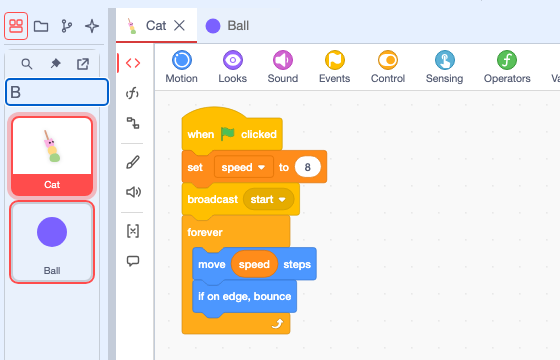 Cat
Ball
B
Cat
Ball
Motion
Looks
Sound
Events
Control
Sensing
Operators
when clicked
set speed to 8
broadcast start
forever
move speed steps
if on edge, bounce